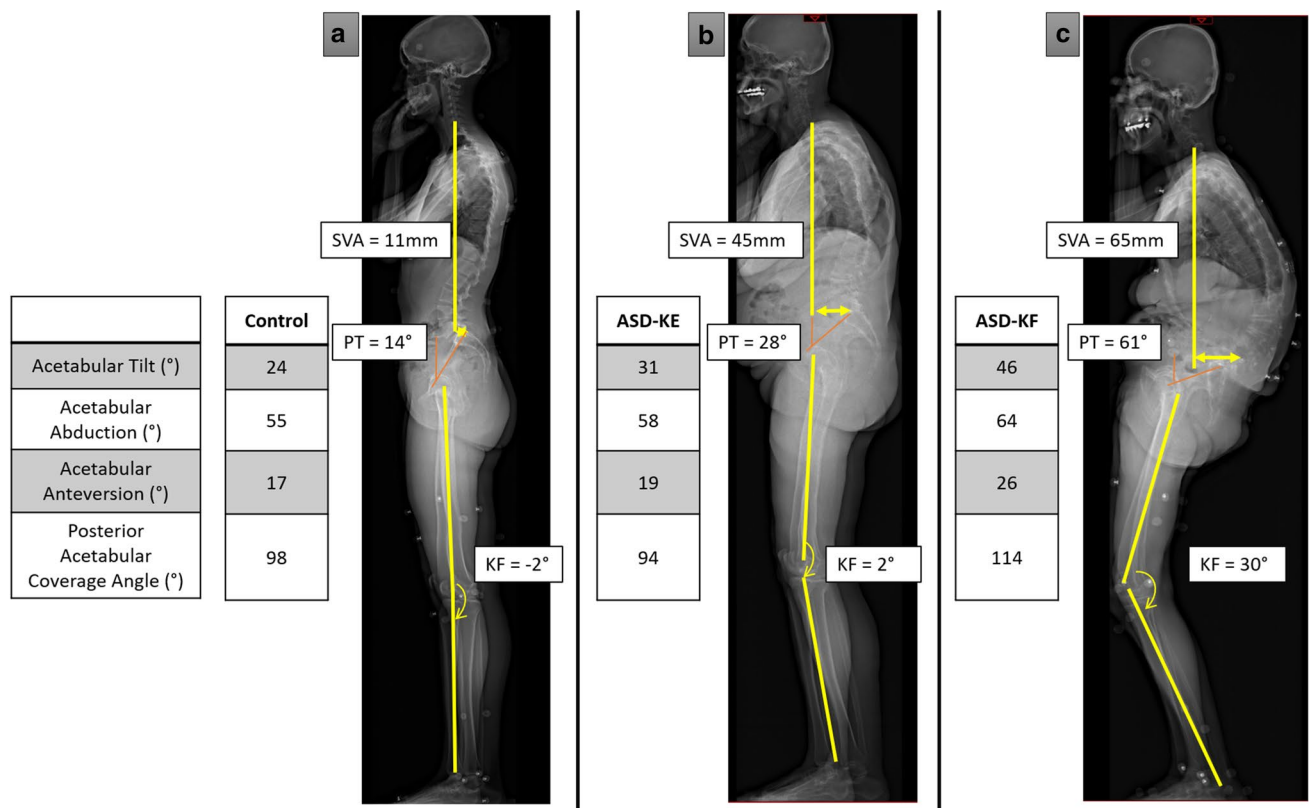 a
SVA = 11mm
PT = 14°
KF = -2°
Control
Acetabular Tilt (°)
24
Acetabular
Abduction (°)
55
Acetabular
Anteversion (°)
17
Posterior
Acetabular
Coverage Angle (°)
98
b
SVA = 45mm
PT = 28°
KF = 2°
ASD-KE
31
58
19
94
c
SVA = 65mm
PT = 61°
KF = 30°
ASD-KF
46
64
26
114